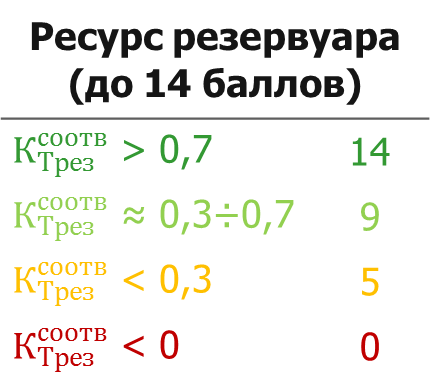 Ресурс резервуара
(до 14 баллов)
К^соотв_Трез > 0,7 14
К^соотв_Трез ≈ 0,3÷0,7 9
К^соотв_Трез < 0,3 5
К^соотв_Трез < 0 0